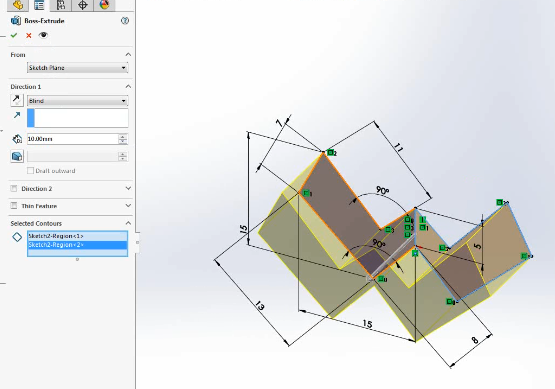 Boss-Extrude
From
Sketch Plane
Direction 1
Blind
10.00mm
Draft outward
Direction 2
Thin Feature
Selected Contours
Sketch2-Region<1>
Sketch2-Region<2>
7
11
90°
15
90°
5
13
15
8